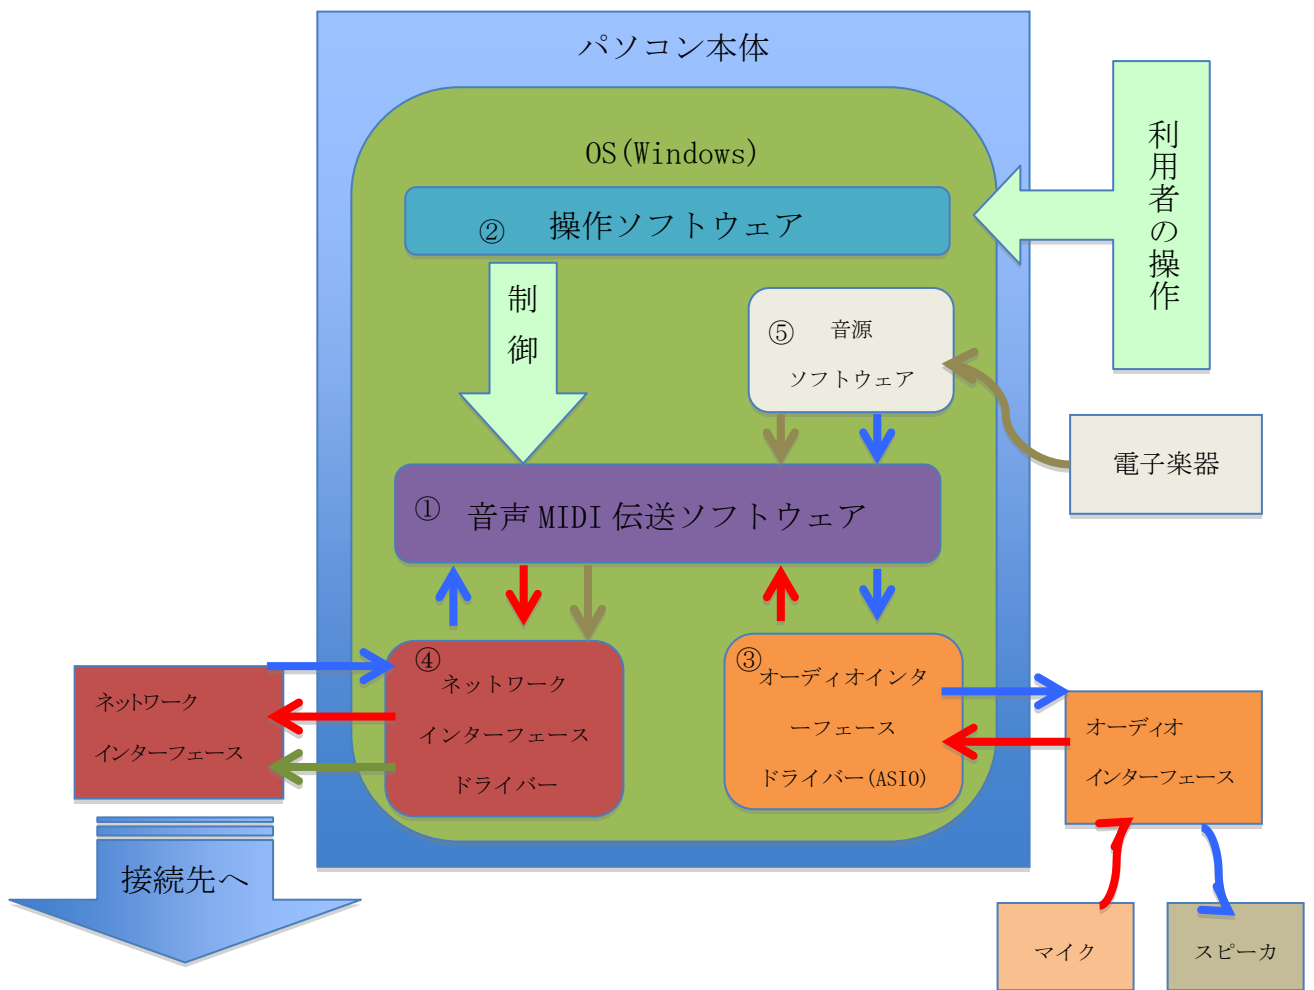 パソコン本体
OS(Windows)
② 操作ソフトウェア
利用者の操作
制
御
⑤ 音源
ソフトウェア
電子楽器
① 音声 MIDI 伝送ソフトウェア
④
ネットワーク
インターフェース
ドライバー
③
オーディオインタ
ーフェース
ドライバー(ASIO)
ネットワーク
インターフェース
オーディオ
インターフェース
接続先へ
マイク
スピーカ